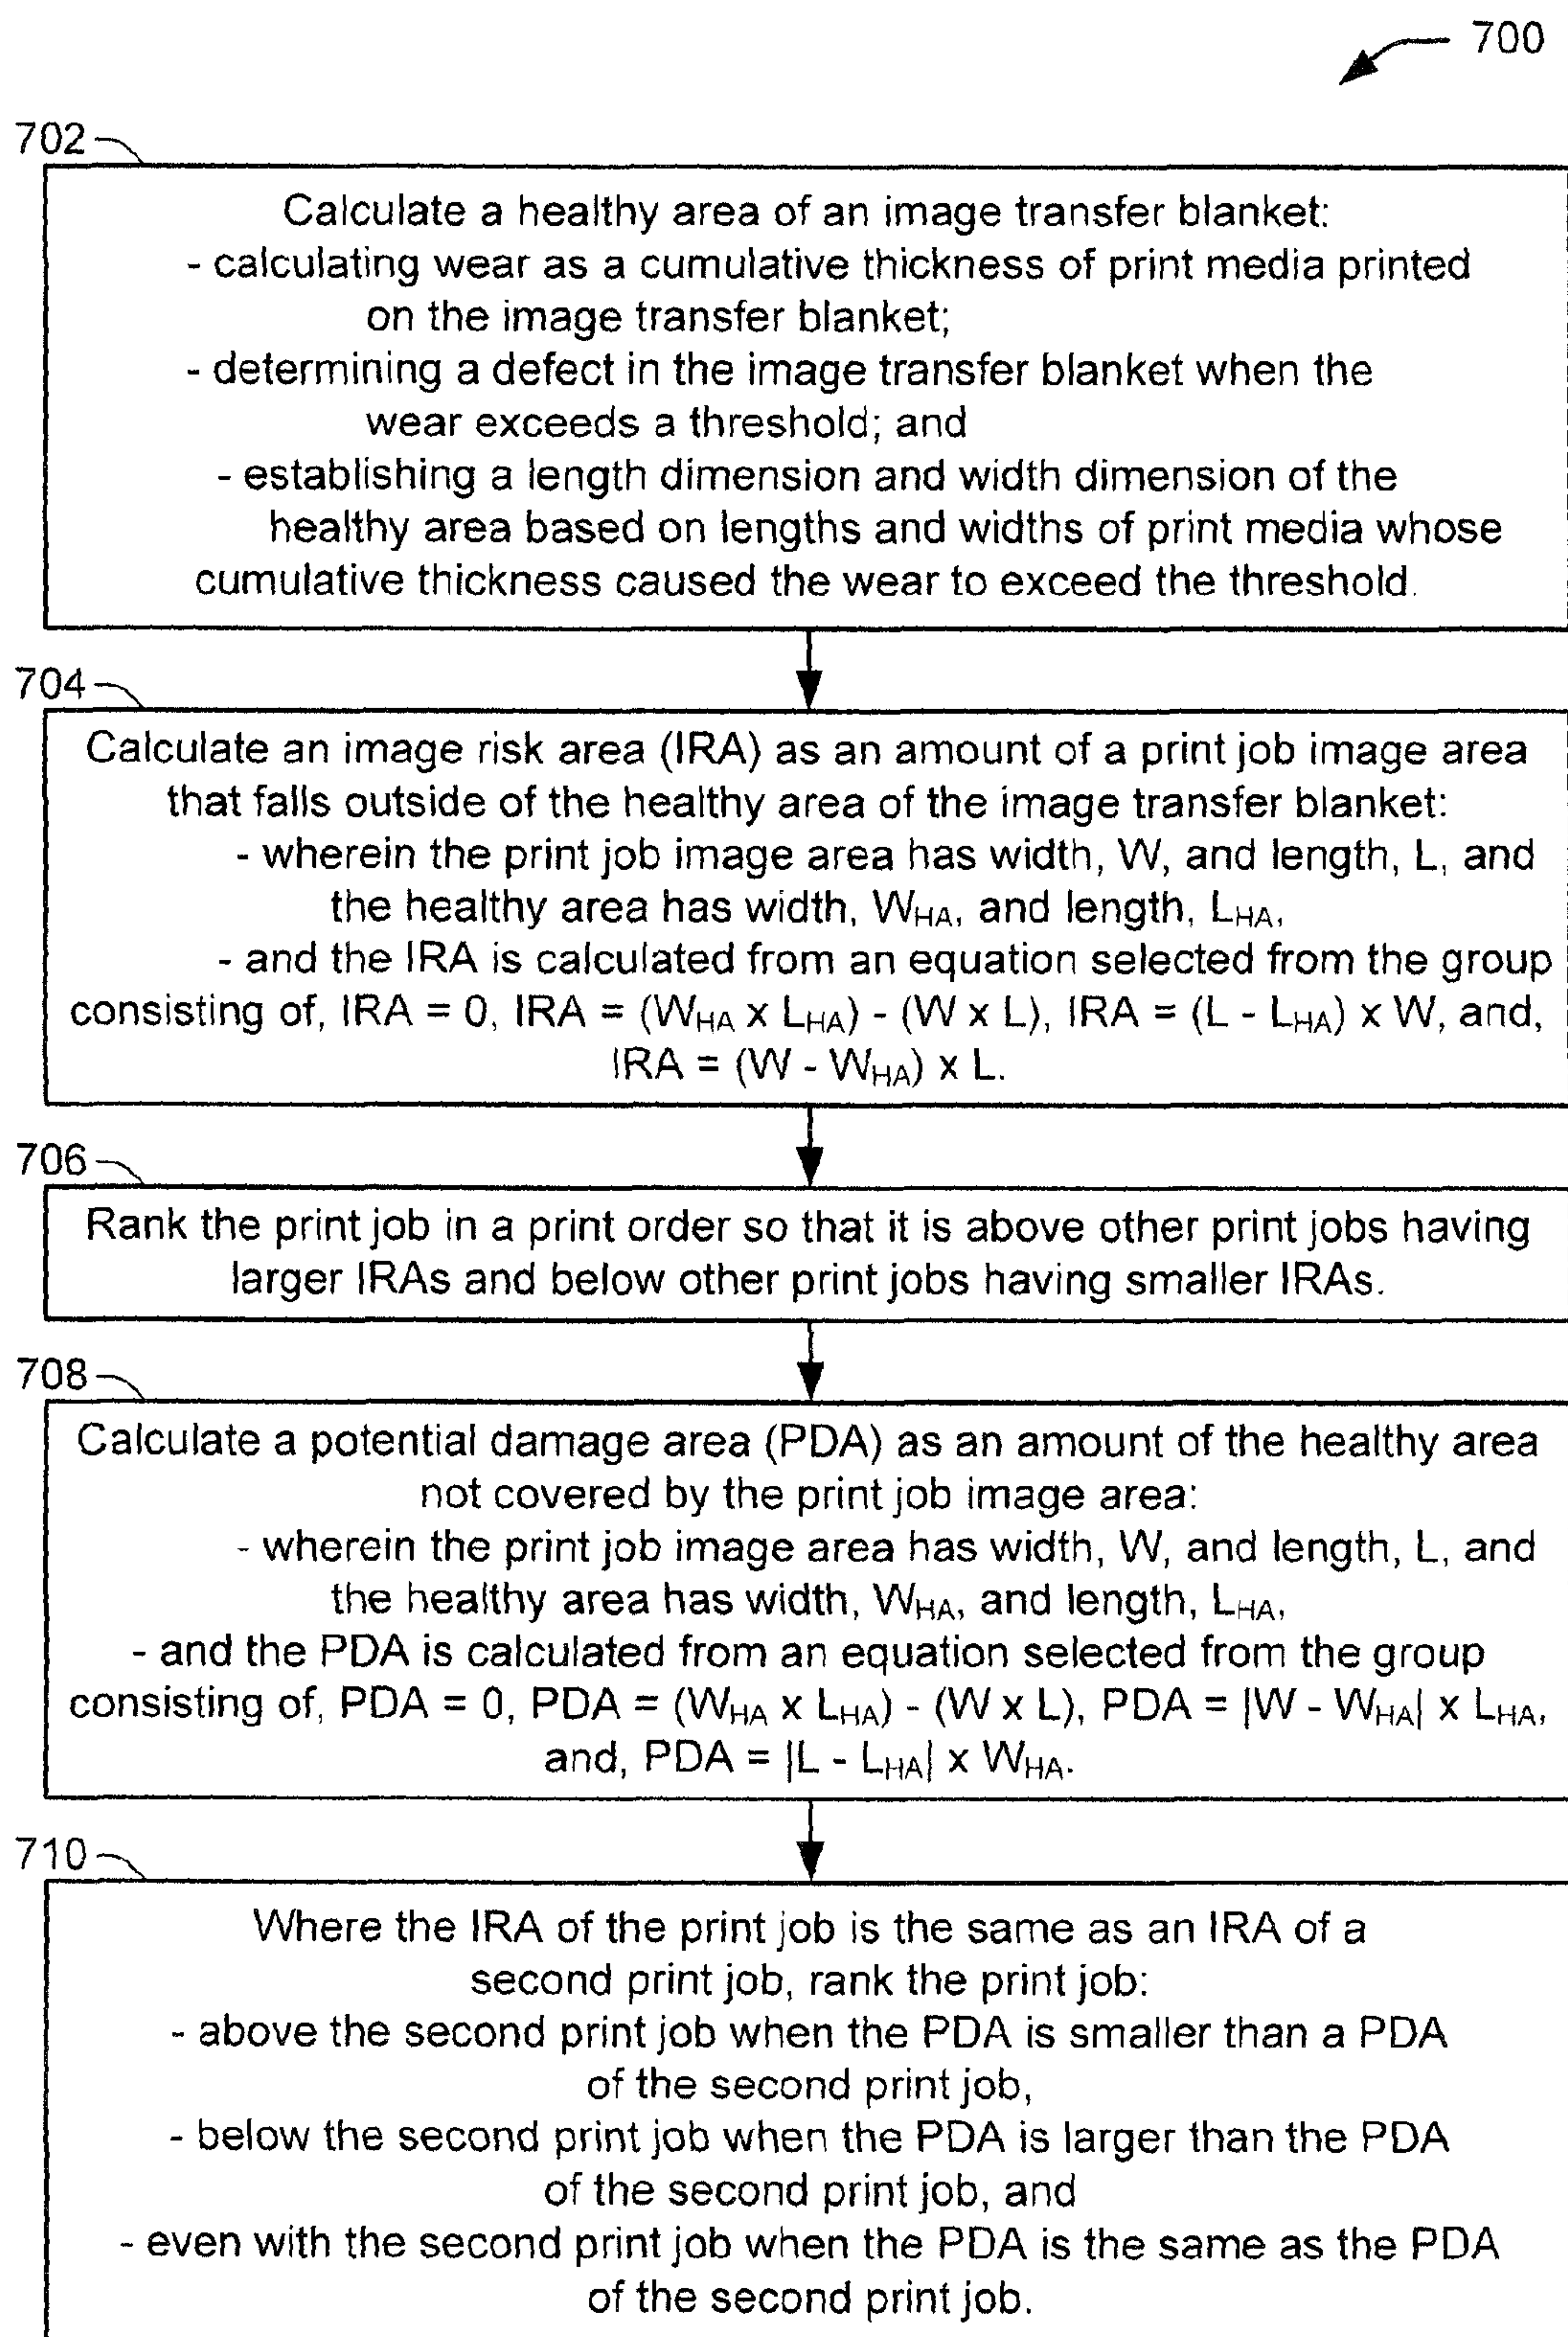 700
702
Calculate a healthy area of an image transfer blanket:
- calculating wear as a cumulative thickness of print media printed
on the image transfer blanket;
- determining a defect in the image transfer blanket when the
wear exceeds a threshold; and
- establishing a length dimension and width dimension of the
healthy area based on lengths and widths of print media whose
cumulative thickness caused the wear to exceed the threshold.
704
Calculate an image risk area (IRA) as an amount of a print job image area
that falls outside of the healthy area of the image transfer blanket:
- wherein the print job image area has width, W, and length, L, and
the healthy area has width, WHA, and length, LHA,
- and the IRA is calculated from an equation selected from the group
consisting of, IRA = 0, IRA = (WHA x LHA) - (W x L), IRA = (L - LHA) x W, and,
IRA = (W - WHA) x L.
706
Rank the print job in a print order so that it is above other print jobs having
larger IRAs and below other print jobs having smaller IRAs.
708
Calculate a potential damage area (PDA) as an amount of the healthy area
not covered by the print job image area:
- wherein the print job image area has width, W, and length, L, and
the healthy area has width, WHA, and length, LHA,
- and the PDA is calculated from an equation selected from the group
consisting of, PDA = 0, PDA = (WHA x LHA) - (W x L), PDA = |W - WHA| x LHA,
and, PDA = |L - LHA| x WHA.
710
Where the IRA of the print job is the same as an IRA of a
second print job, rank the print job:
- above the second print job when the PDA is smaller than a PDA
of the second print job,
- below the second print job when the PDA is larger than the PDA
of the second print job, and
- even with the second print job when the PDA is the same as the PDA
of the second print job.